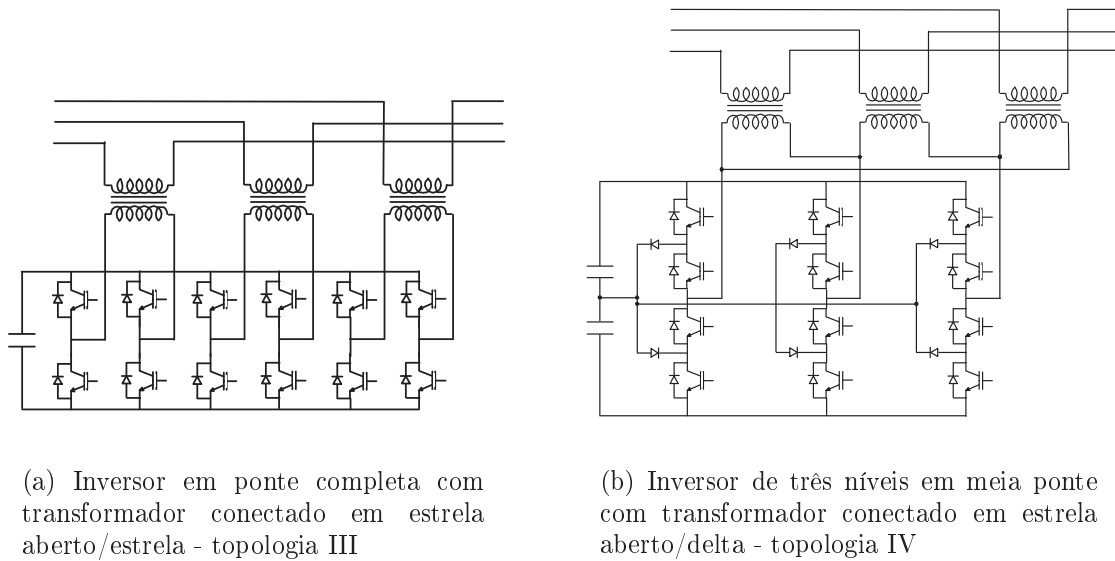 (a) Inversor em ponte completa com
transformador conectado em estrela
aberto/estrela - topologia III
(b) Inversor de três níveis em meia ponte
com transformador conectado em estrela
aberto/delta - topologia IV